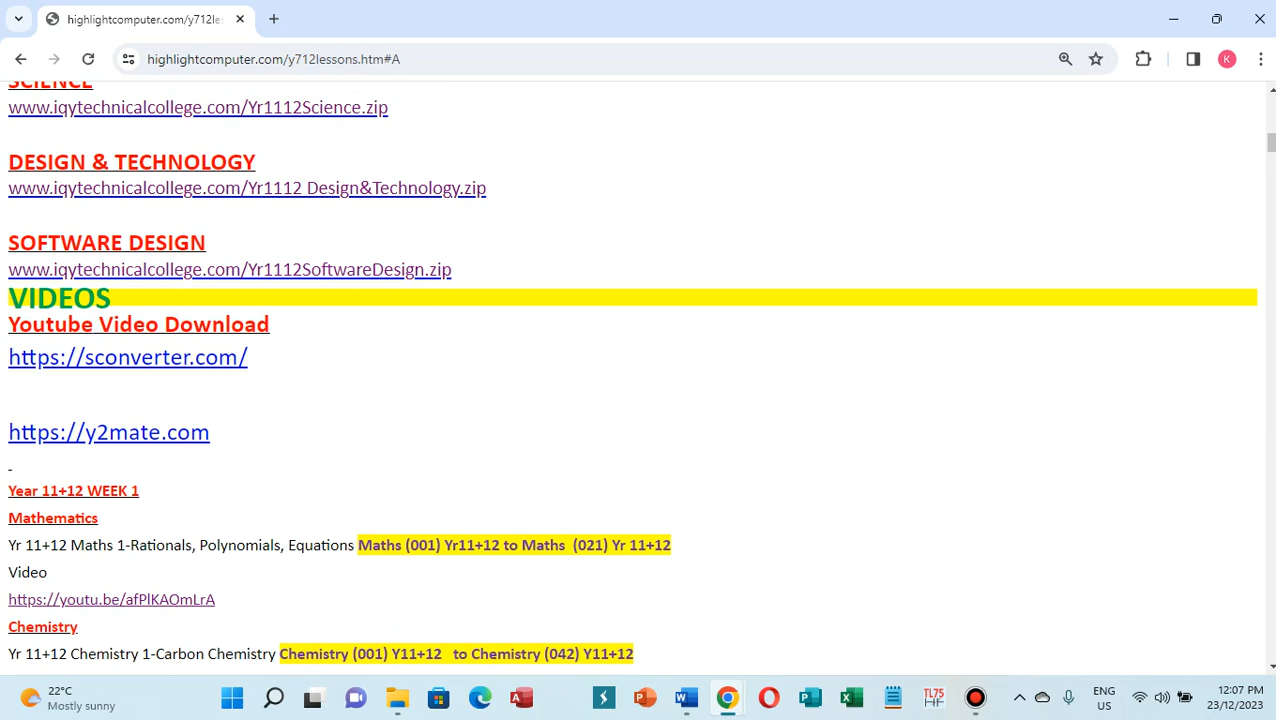 highlightcomputer.com/y712les
highlightcomputer.com/y712lessons.htm#A
K
SCIENCE
www.iqytechnicalcollege.com/Yr1112Science.zip
DESIGN & TECHNOLOGY
www.iqytechnicalcollege.com/Yr1112 Design&Technology.zip
SOFTWARE DESIGN
www.iqytechnicalcollege.com/Yr1112SoftwareDesign.zip
VIDEOS
Youtube Video Download
https://sconverter.com/
https://y2mate.com
Year 11+12 WEEK 1
Mathematics
Yr 11+12 Maths 1-Rationals, Polynomials, Equations Maths (001) Yr11+12 to Maths (021) Yr 11+12
Video
https://youtu.be/afPlKAOmLrA
Chemistry
Yr 11+12 Chemistry 1-Carbon Chemistry Chemistry (001) Y11+12 to Chemistry (042) Y11+12
22°C
Mostly sunny
TL75
ENG
US
12:07 PM
23/12/2023